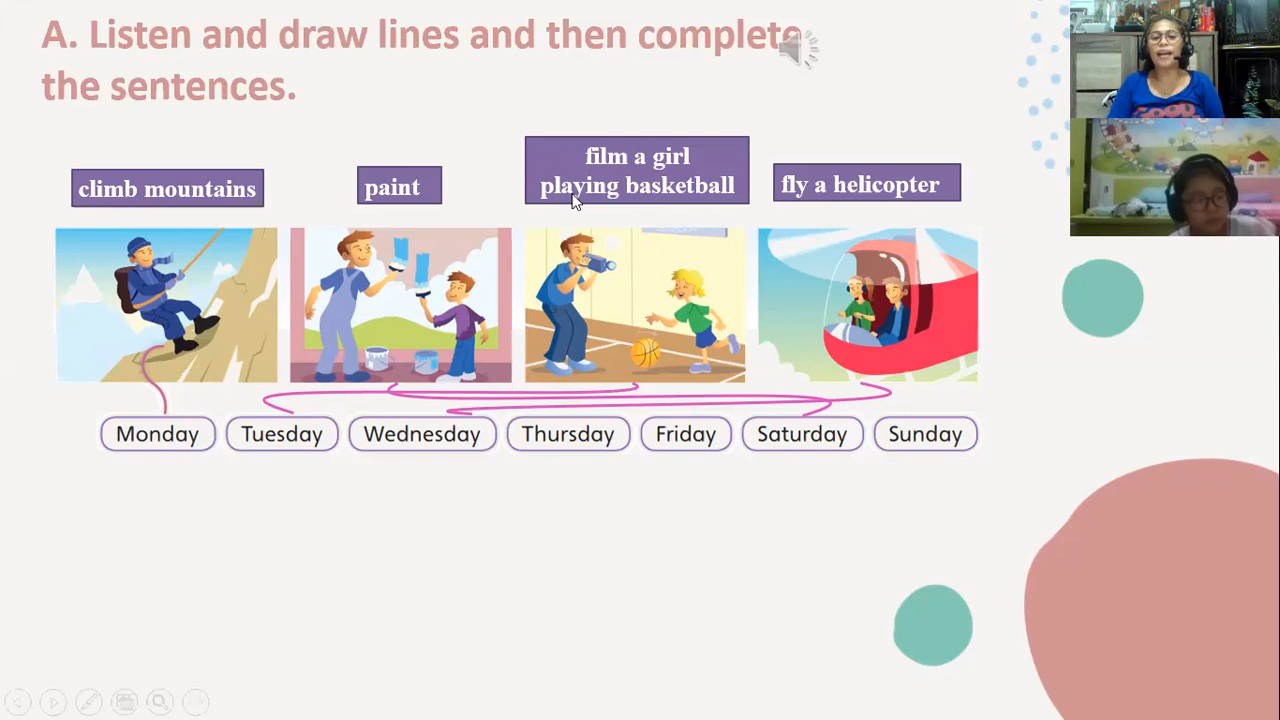 A. Listen and draw lines and then complete
the sentences.
climb mountains
paint
film a girl
playing basketball
fly a helicopter
Monday
Tuesday
Wednesday
Thursday
Friday
Saturday
Sunday